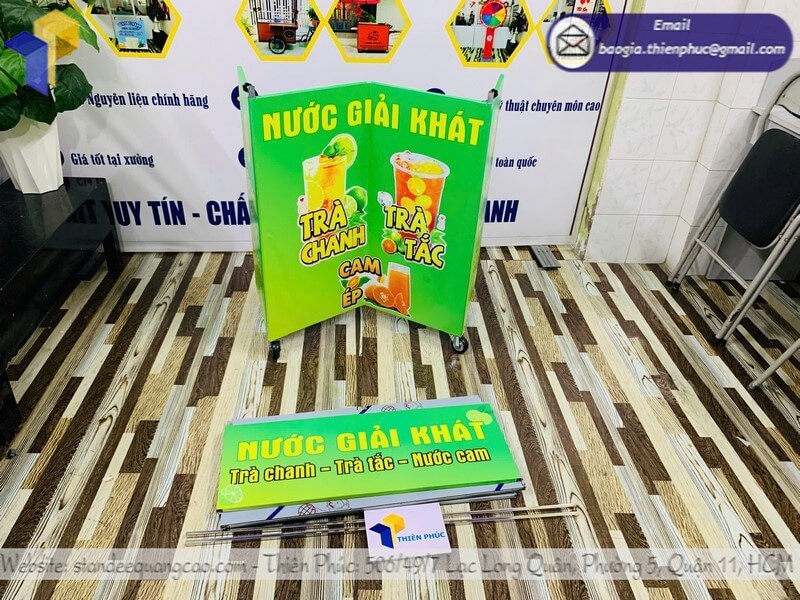 Email
baogia.thienphuc@gmail.com
Nguyên liệu chính hãng
thuật chuyên môn cao
Giá tốt tại xưởng
toàn quốc
UY TÍN - CHẤ
ANH
NƯỚC GIẢI KHÁT
TRÀ CHANH
TRÀ TẮC
CAM ÉP
NƯỚC GIẢI KHÁT
Trà chanh – Trà tắc – Nước cam
THIÊN PHÚC
Website: standeequangcao.com - Thiên Phúc: 506/49/7 Lạc Long Quân, Phường 5, Quận 11, HCM